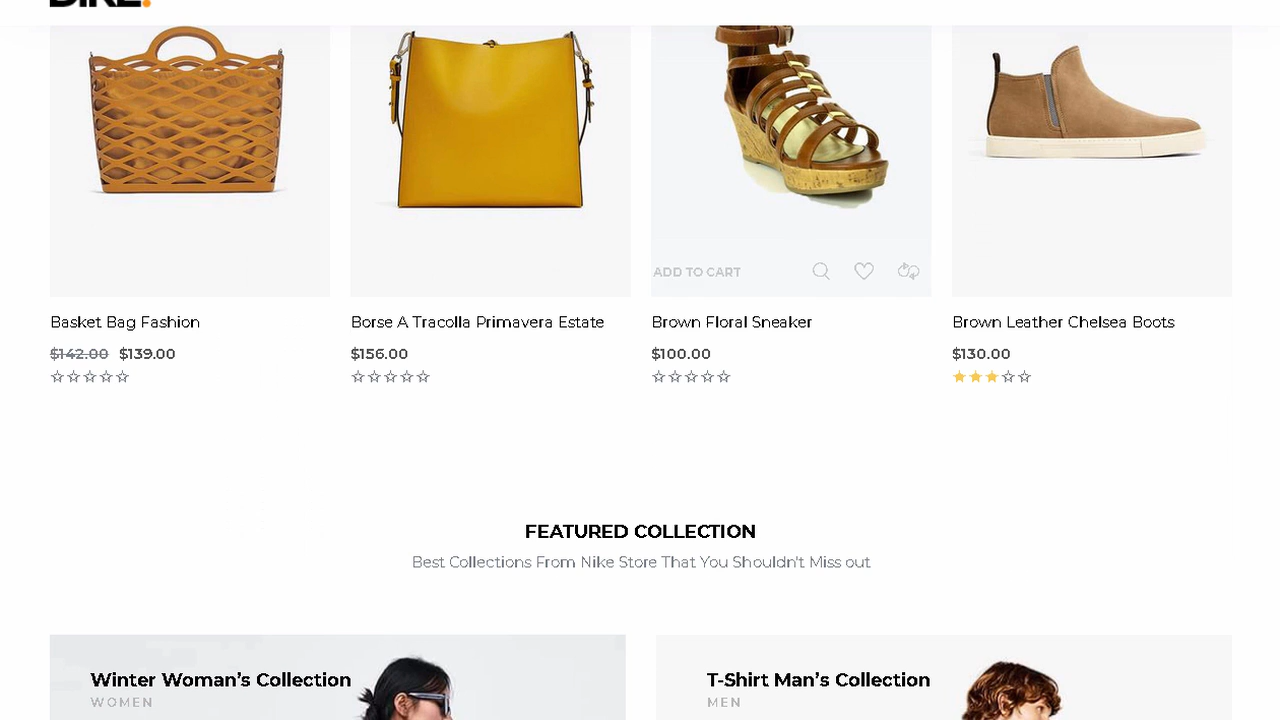 ADD TO CART
Basket Bag Fashion
Borse A Tracolla Primavera Estate
Brown Floral Sneaker
Brown Leather Chelsea Boots
$142.00 $139.00
$156.00
$100.00
$130.00
FEATURED COLLECTION
Best Collections From Nike Store That You Shouldn't Miss out
Winter Woman's Collection
WOMEN
T-Shirt Man's Collection
MEN